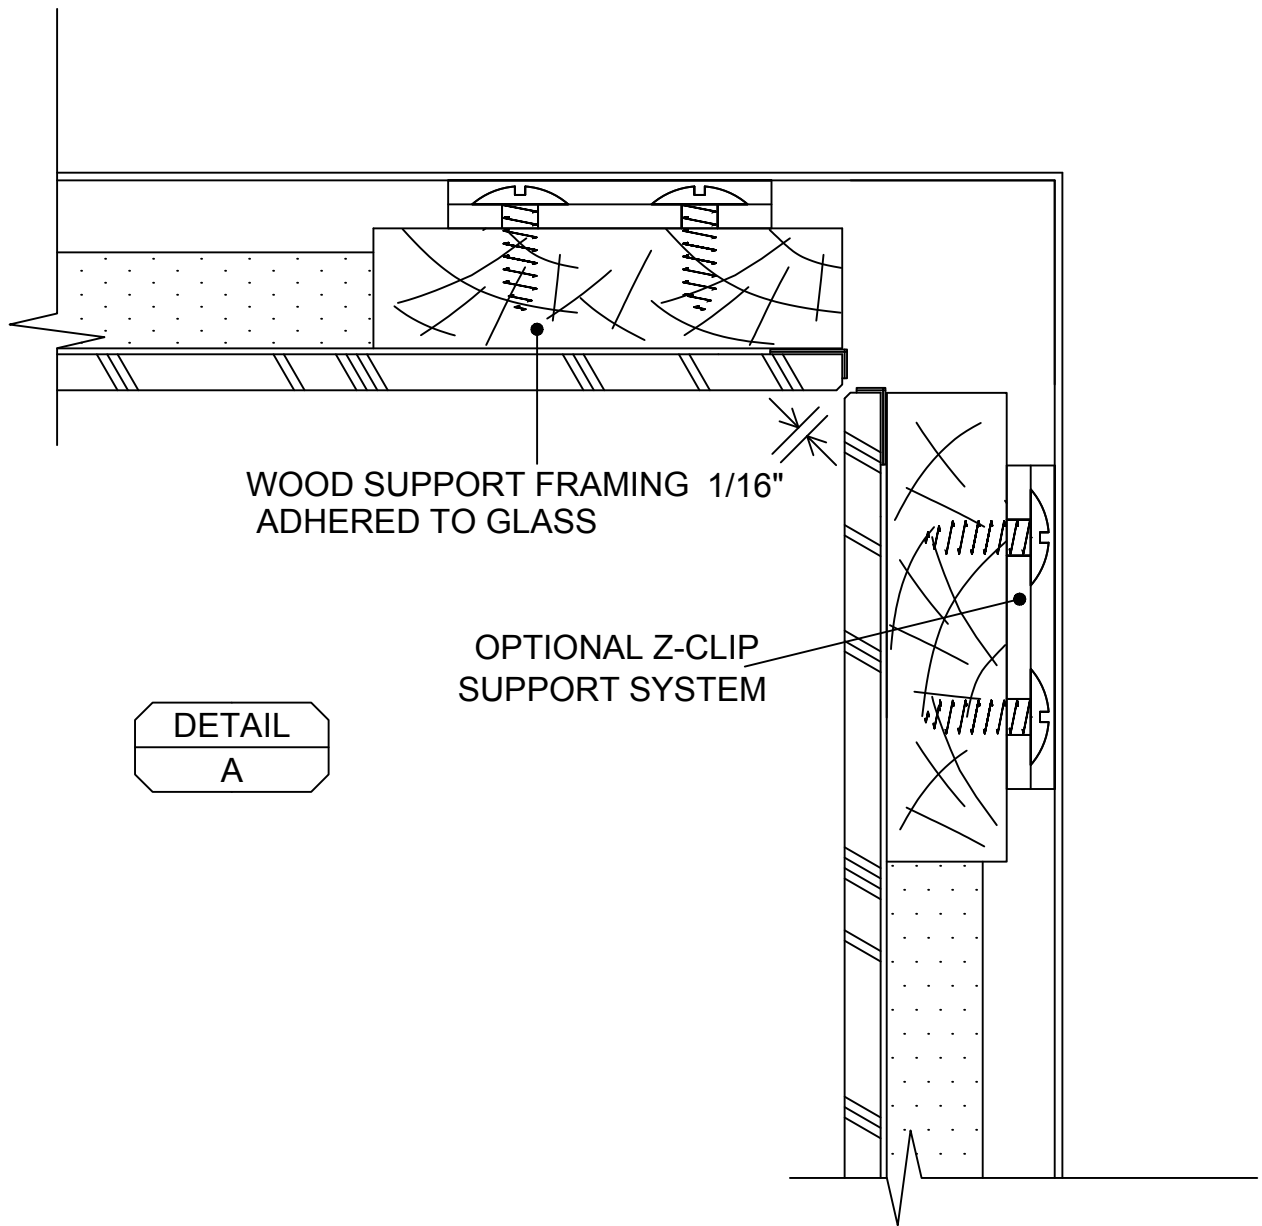 WOOD SUPPORT FRAMING 1/16"
ADHERED TO GLASS
OPTIONAL Z-CLIP
SUPPORT SYSTEM
DETAIL
A